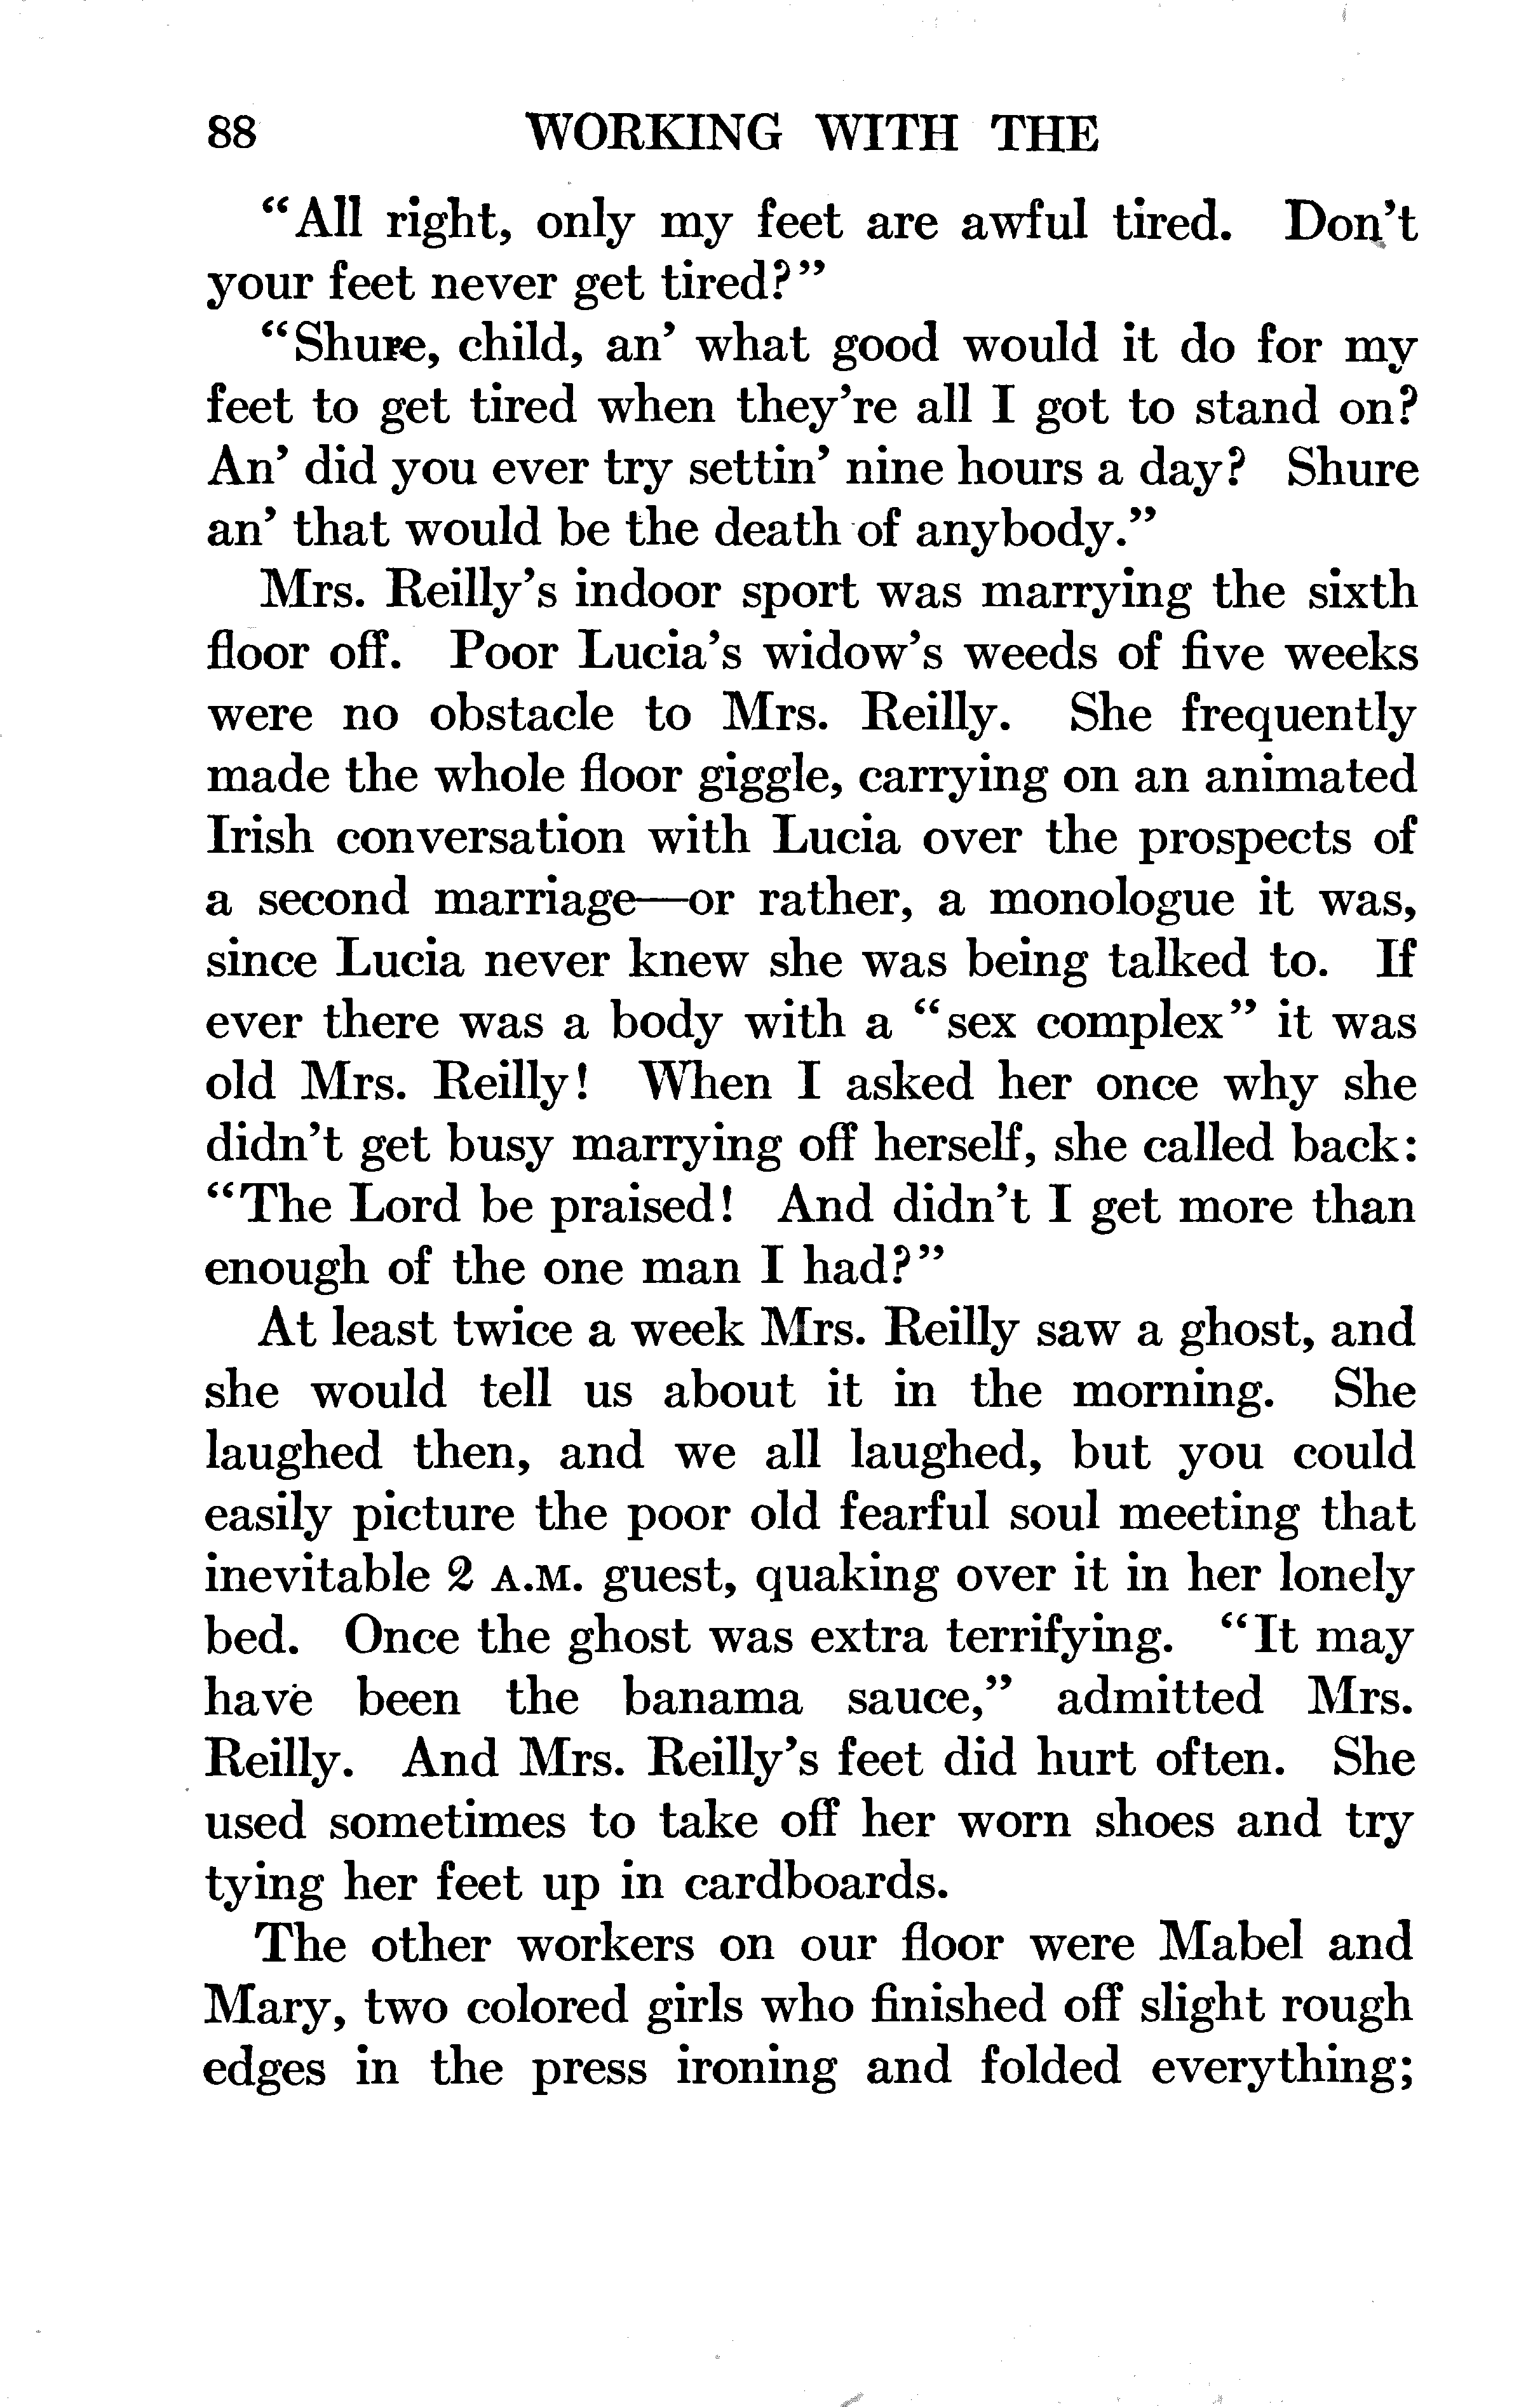 88 WORKING WITH THE
“All right, only my feet are awful tired. Don’t
your feet never get tired?”
“Shure, child, an’ what good would it do for my
feet to get tired when they’re all I got to stand on?
An’ did you ever try settin’ nine hours a day? Shure
an’ that would be the death of anybody.”
Mrs. Reilly’s indoor sport was marrying the sixth
floor off. Poor Lucia’s widow’s weeds of five weeks
were no obstacle to Mrs. Reilly. She frequently
made the whole floor giggle, carrying on an animated
Irish conversation with Lucia over the prospects of
a second marriage—or rather, a monologue it was,
since Lucia never knew she was being talked to. If
ever there was a body with a “sex complex” it was
old Mrs. Reilly! When I asked her once why she
didn’t get busy marrying off herself, she called back:
“The Lord be praised! And didn’t I get more than
enough of the one man I had?”
At least twice a week Mrs. Reilly saw a ghost, and
she would tell us about it in the morning. She
laughed then, and we all laughed, but you could
easily picture the poor old fearful soul meeting that
inevitable 2 A.M. guest, quaking over it in her lonely
bed. Once the ghost was extra terrifying. “It may
have been the banama sauce,” admitted Mrs.
Reilly. And Mrs. Reilly’s feet did hurt often. She
used sometimes to take off her worn shoes and try
tying her feet up in cardboards.
The other workers on our floor were Mabel and
Mary, two colored girls who finished off slight rough
edges in the press ironing and folded everything;